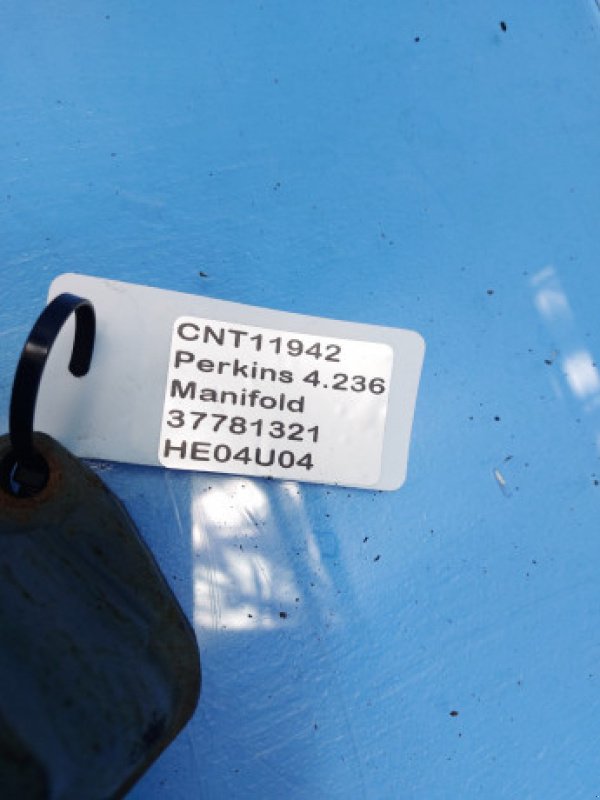 CNT11942
Perkins 4.236
Manifold
37781321
HE04U04